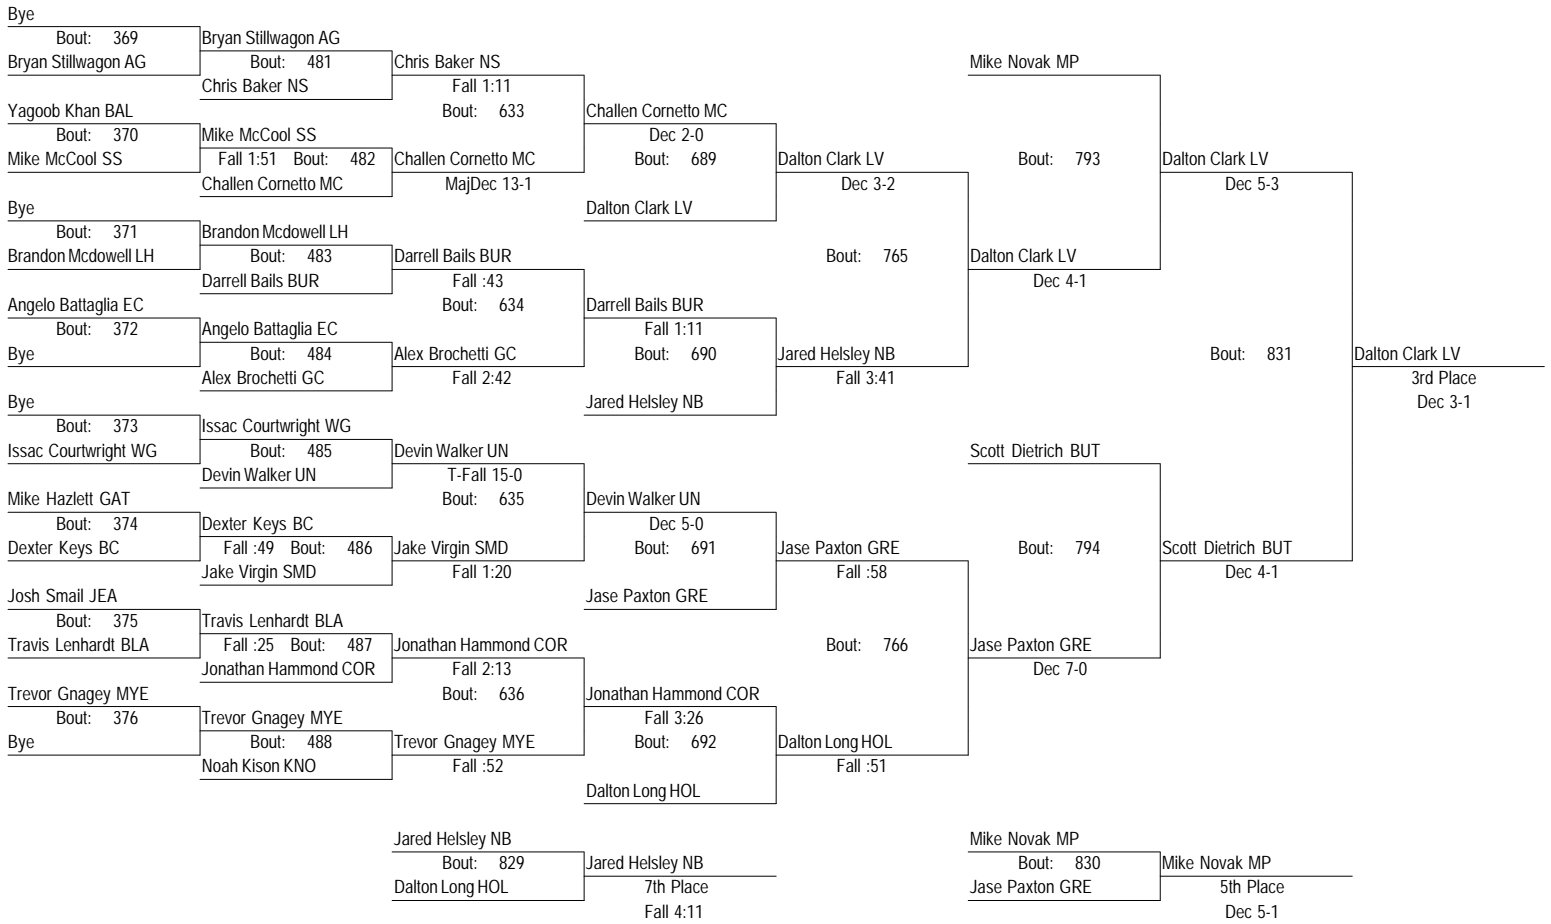 Bye
Bout: 369
Bryan Stillwagon AG
Bryan Stillwagon AG
Bout: 481
Chris Baker NS
Chris Baker NS
Fall 1:11
Bout: 633
Mike Novak MP
Yagoob Khan BAL
Bout: 370
Mike McCool SS
Mike McCool SS
Fall 1:51 Bout: 482
Challen Cornetto MC
Challen Cornetto MC
MajDec 13-1
Challen Cornetto MC
Dec 2-0
Bout: 689
Dalton Clark LV
Dalton Clark LV
Dec 3-2
Bout: 793
Dalton Clark LV
Dec 5-3
Bye
Bout: 371
Brandon Mcdowell LH
Brandon Mcdowell LH
Bout: 483
Darrell Bails BUR
Darrell Bails BUR
Fall :43
Bout: 634
Bout: 765
Dalton Clark LV
Dec 4-1
Angelo Battaglia EC
Bout: 372
Bye
Angelo Battaglia EC
Bout: 484
Alex Brochetti GC
Alex Brochetti GC
Fall 2:42
Darrell Bails BUR
Fall 1:11
Bout: 690
Jared Helsley NB
Jared Helsley NB
Fall 3:41
Bout: 831
Dalton Clark LV
3rd Place
Dec 3-1
Bye
Bout: 373
Issac Courtwright WG
Issac Courtwright WG
Bout: 485
Devin Walker UN
Devin Walker UN
T-Fall 15-0
Bout: 635
Scott Dietrich BUT
Mike Hazlett GAT
Bout: 374
Dexter Keys BC
Dexter Keys BC
Fall :49 Bout: 486
Jake Virgin SMD
Jake Virgin SMD
Fall 1:20
Devin Walker UN
Dec 5-0
Bout: 691
Jase Paxton GRE
Jase Paxton GRE
Fall :58
Bout: 794
Scott Dietrich BUT
Dec 4-1
Josh Smail JEA
Bout: 375
Travis Lenhardt BLA
Travis Lenhardt BLA
Fall :25 Bout: 487
Jonathan Hammond COR
Jonathan Hammond COR
Fall 2:13
Bout: 636
Bout: 766
Jase Paxton GRE
Dec 7-0
Trevor Gnagey MYE
Bout: 376
Bye
Trevor Gnagey MYE
Bout: 488
Noah Kison KNO
Trevor Gnagey MYE
Fall :52
Jonathan Hammond COR
Fall 3:26
Bout: 692
Dalton Long HOL
Dalton Long HOL
Fall :51
Jared Helsley NB
Bout: 829
Dalton Long HOL
Jared Helsley NB
7th Place
Fall 4:11
Mike Novak MP
Bout: 830
Jase Paxton GRE
Mike Novak MP
5th Place
Dec 5-1